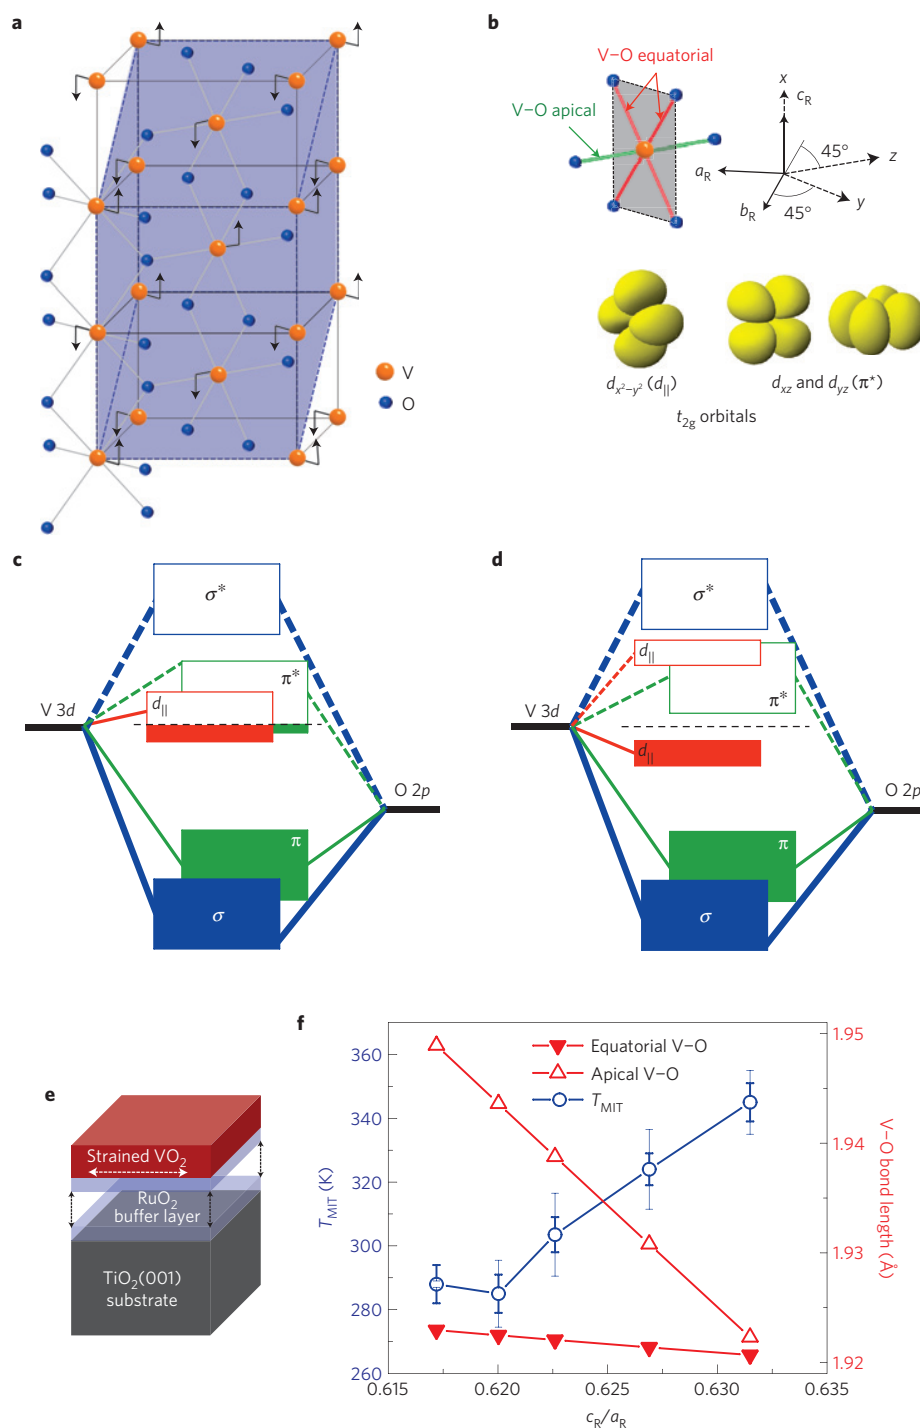 a
V
O
b
V–O equatorial
V–O apical
x
c_R
45°
z
a_R
b_R
45°
y
d_{x²−y²} (d_||)
d_{xz} and d_{yz} (π*)
t_{2g} orbitals
c
σ*
π*
d_||
V 3d
O 2p
π
σ
d
σ*
d_||
π*
V 3d
d_||
O 2p
π
σ
e
Strained VO₂
RuO₂
buffer layer
TiO₂(001)
substrate
f
Equatorial V–O
Apical V–O
T_MIT
T_MIT (K)
360
340
320
300
280
260
V–O bond length (Å)
1.95
1.94
1.93
1.92
0.615
0.620
0.625
0.630
0.635
c_R/a_R